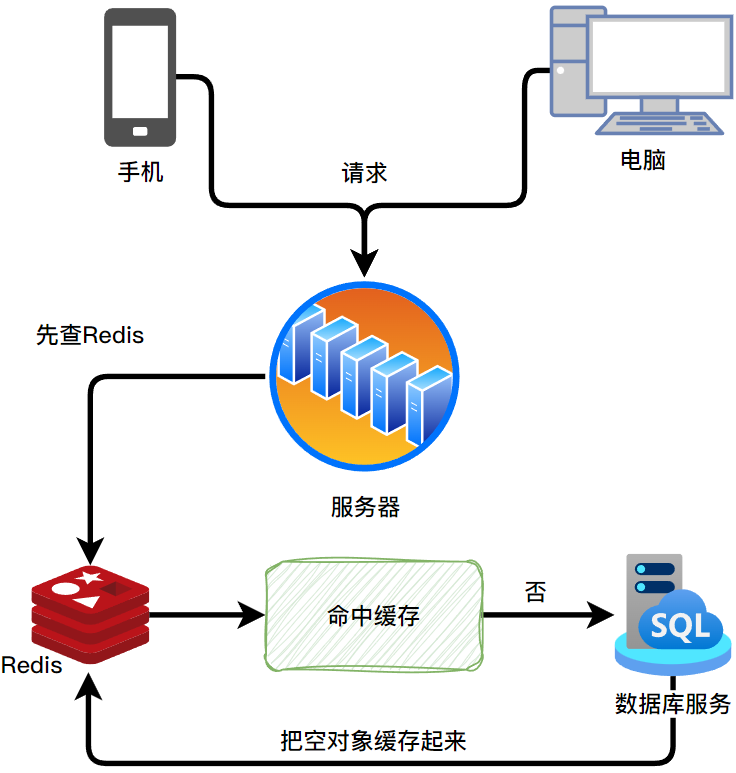 手机
电脑
请求
先查Redis
服务器
命中缓存
否
SQL
Redis
数据库服务
把空对象缓存起来